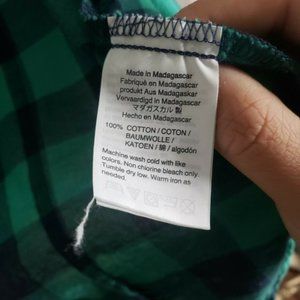 Made in Madagascar
Fabriqué en Madagascar
produkt Aus Madagaskar
Vervaardigd in Madagascar
マダガスカル製
Hecho en Madagascar
100% COTTON / COTON /
BAUMWOLLE /
KATOEN / 綿 / algodón
Machine wash cold with like
colors. Non chlorine bleach only.
Tumble dry low. Warm iron as
needed.